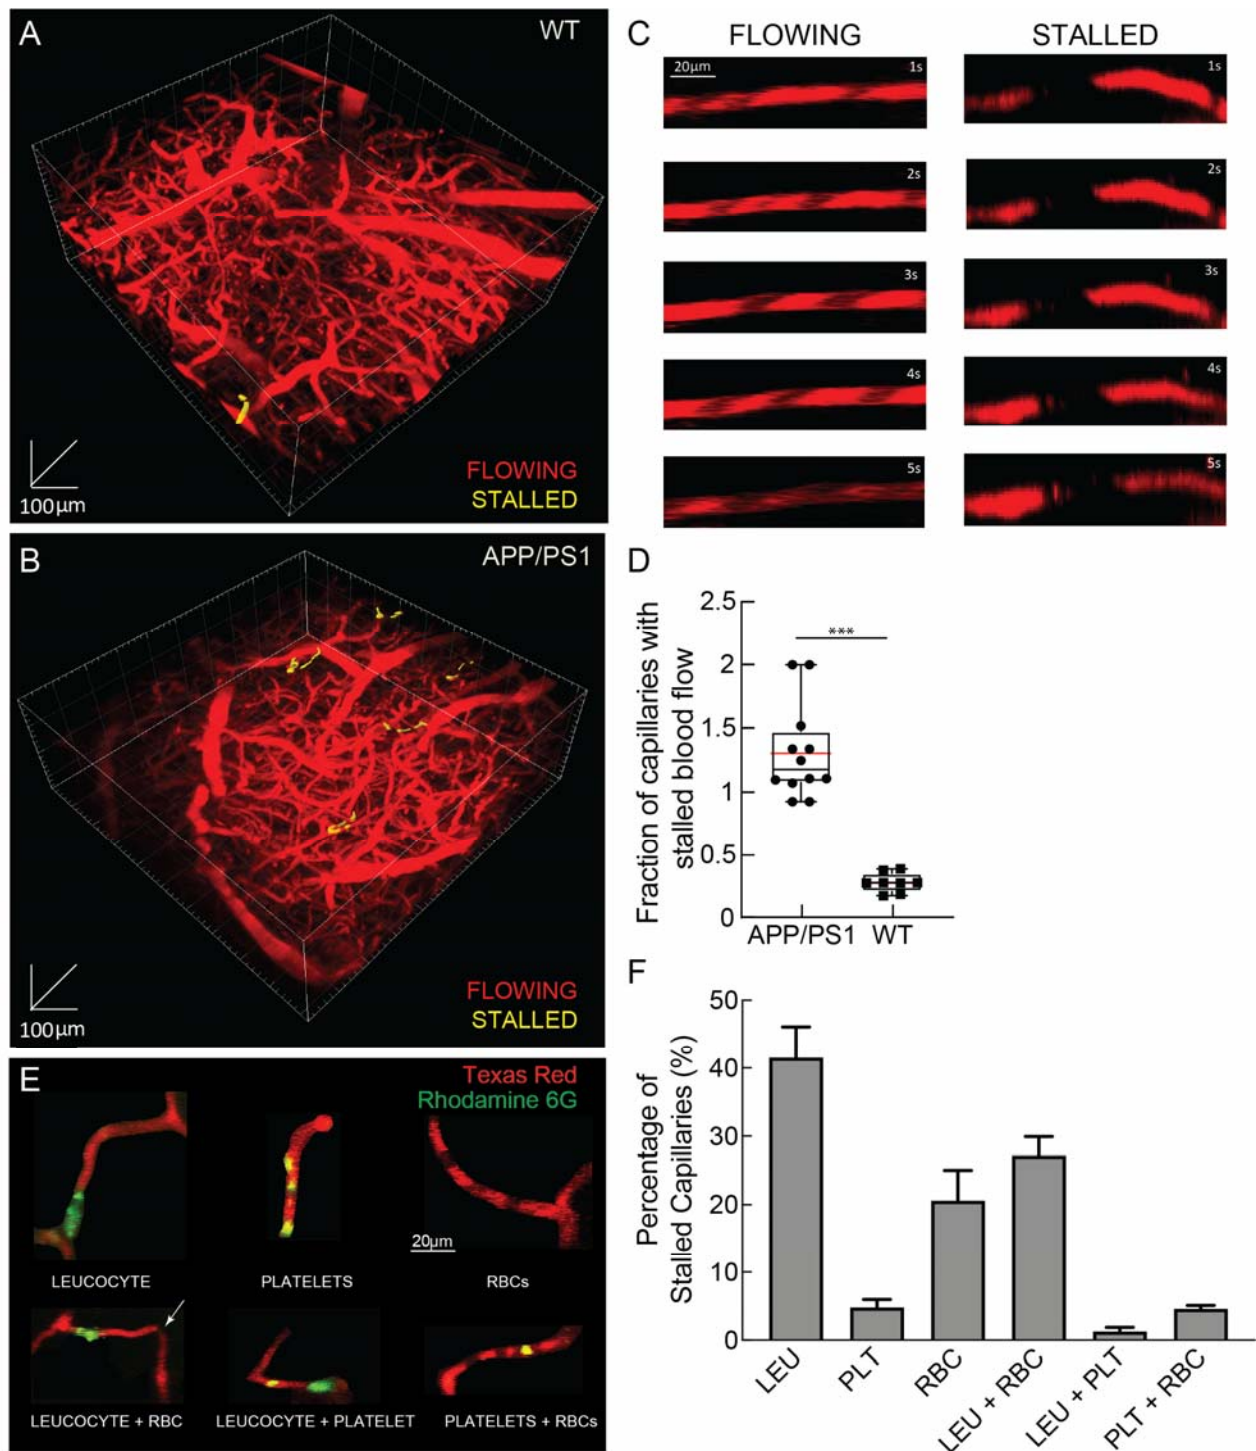 A
WT
100µm
FLOWING
STALLED
B
APP/PS1
100µm
FLOWING
STALLED
C
FLOWING
STALLED
20µm
1s
1s
2s
2s
3s
3s
4s
4s
5s
5s
D
Fraction of capillaries with
stalled blood flow
2.5
2
1.5
1
0.5
0
***
APP/PS1
WT
E
Texas Red
Rhodamine 6G
20µm
LEUCOCYTE
PLATELETS
RBCs
LEUCOCYTE + RBC
LEUCOCYTE + PLATELET
PLATELETS + RBCs
F
Percentage of
Stalled Capillaries (%)
50
40
30
20
10
0
LEU
PLT
RBC
LEU + RBC
LEU + PLT
PLT + RBC